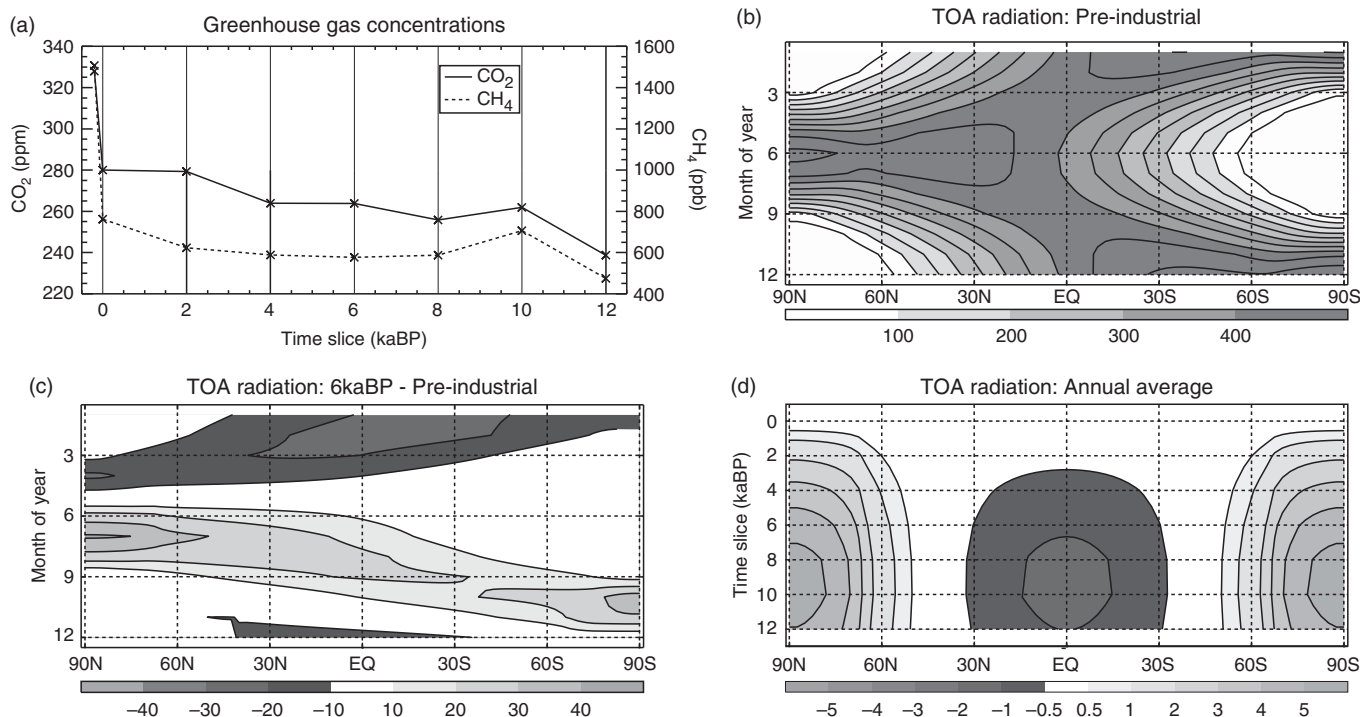 (a)
Greenhouse gas concentrations
340
320
300
280
260
240
220
CO2 (ppm)
1600
1400
1200
1000
800
600
400
CH4 (ppb)
CO2
CH4
0 2 4 6 8 10 12
Time slice (kaBP)
(b)
TOA radiation: Pre-industrial
Month of year
3
6
9
12
90N 60N 30N EQ 30S 60S 90S
100 200 300 400
(c)
TOA radiation: 6kaBP - Pre-industrial
Month of year
3
6
9
12
90N 60N 30N EQ 30S 60S 90S
−40 −30 −20 −10 10 20 30 40
(d)
TOA radiation: Annual average
Time slice (kaBP)
0
2
4
6
8
10
12
90N 60N 30N EQ 30S 60S 90S
−5 −4 −3 −2 −1 −0.5 0.5 1 2 3 4 5